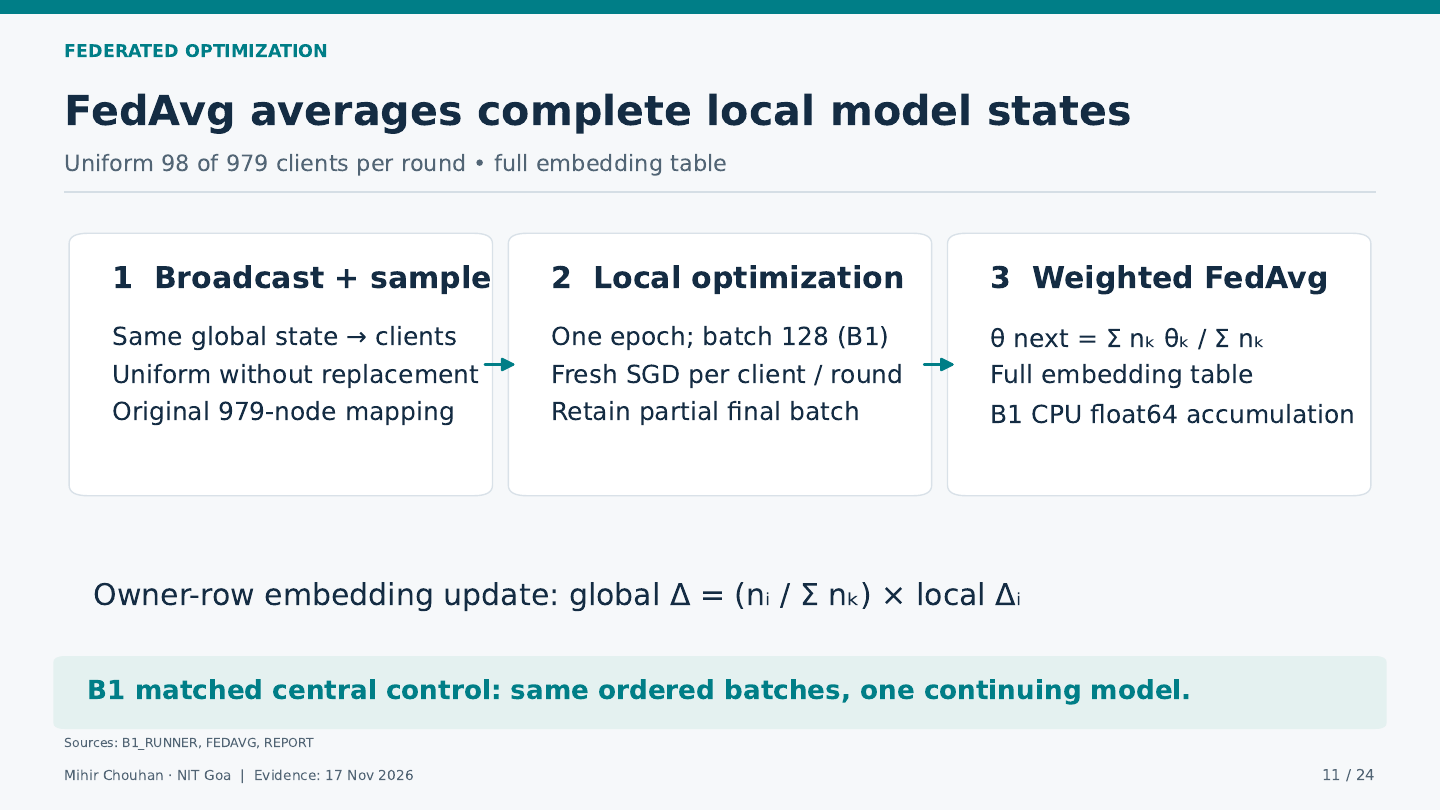 FEDERATED OPTIMIZATION
FedAvg averages complete local model states
Uniform 98 of 979 clients per round • full embedding table
1 Broadcast + sample
Same global state → clients
Uniform without replacement
Original 979-node mapping
2 Local optimization
One epoch; batch 128 (B1)
Fresh SGD per client / round
Retain partial final batch
3 Weighted FedAvg
θ next = Σ nₖ θₖ / Σ nₖ
Full embedding table
B1 CPU float64 accumulation
Owner-row embedding update: global Δ = (nᵢ / Σ nₖ) × local Δᵢ
B1 matched central control: same ordered batches, one continuing model.
Sources: B1_RUNNER, FEDAVG, REPORT
Mihir Chouhan · NIT Goa | Evidence: 17 Nov 2026
11 / 24